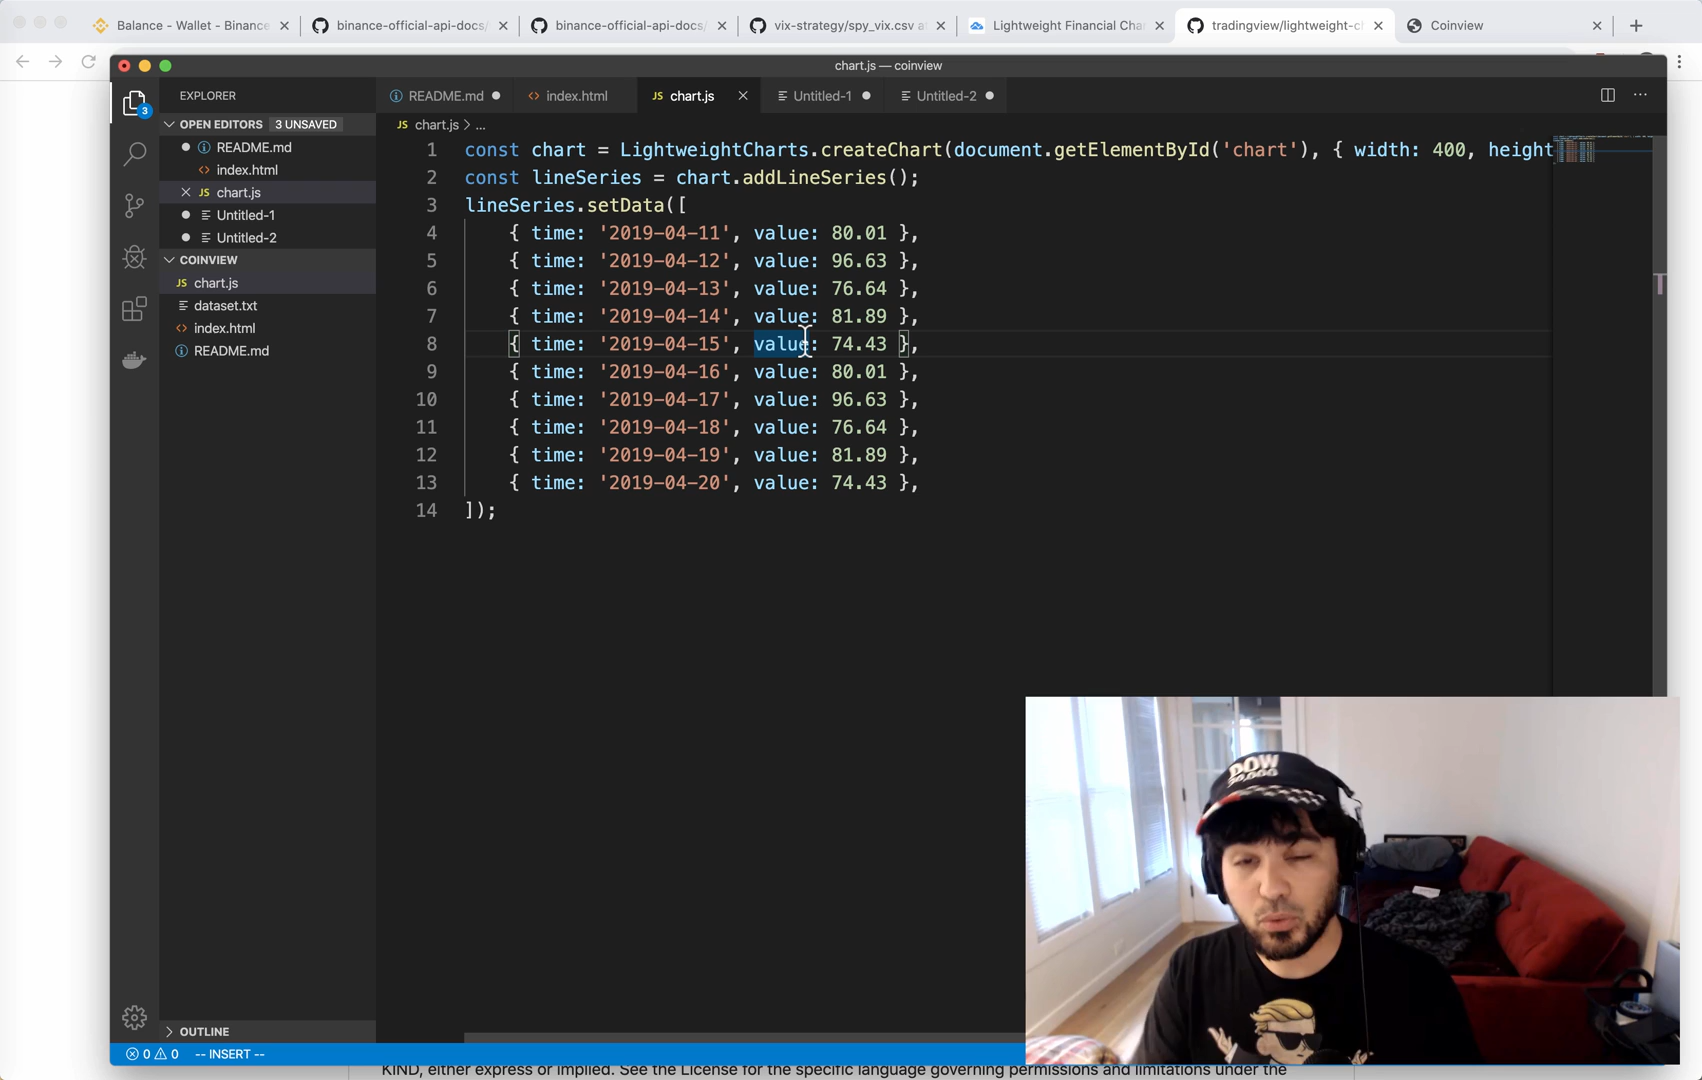 Balance - Wallet - Binance
binance-official-api-docs/
binance-official-api-docs/
vix-strategy/spy_vix.csv at
Lightweight Financial Char
tradingview/lightweight-ch
Coinview
chart.js — coinview
3
EXPLORER
README.md
index.html
JS chart.js
Untitled-1
Untitled-2
OPEN EDITORS 3 UNSAVED
README.md
index.html
JS chart.js
Untitled-1
Untitled-2
COINVIEW
JS chart.js
dataset.txt
index.html
README.md
OUTLINE
JS chart.js > ...
1 const chart = LightweightCharts.createChart(document.getElementById('chart'), { width: 400, height
2 const lineSeries = chart.addLineSeries();
3 lineSeries.setData([
4 { time: '2019-04-11', value: 80.01 },
5 { time: '2019-04-12', value: 96.63 },
6 { time: '2019-04-13', value: 76.64 },
7 { time: '2019-04-14', value: 81.89 },
8 { time: '2019-04-15', value: 74.43 },
9 { time: '2019-04-16', value: 80.01 },
10 { time: '2019-04-17', value: 96.63 },
11 { time: '2019-04-18', value: 76.64 },
12 { time: '2019-04-19', value: 81.89 },
13 { time: '2019-04-20', value: 74.43 },
14 ]);
DOW
0 0 -- INSERT --
KIND, either express or implied. See the License for the specific language governing permissions and limitations under the